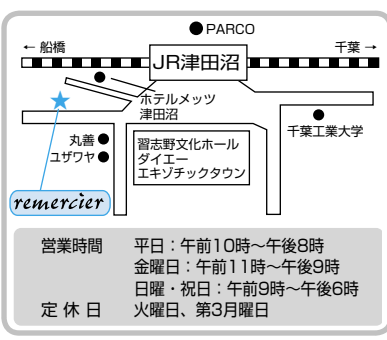 PARCO
← 船橋
千葉 →
JR津田沼
ホテルメッツ
津田沼
千葉工業大学
丸善
ユザワヤ
習志野文化ホール
ダイエー
エキゾチックタウン
remercier
営業時間 平日：午前10時〜午後8時
金曜日：午前11時〜午後9時
日曜・祝日：午前9時〜午後6時
定休日 火曜日、第3月曜日